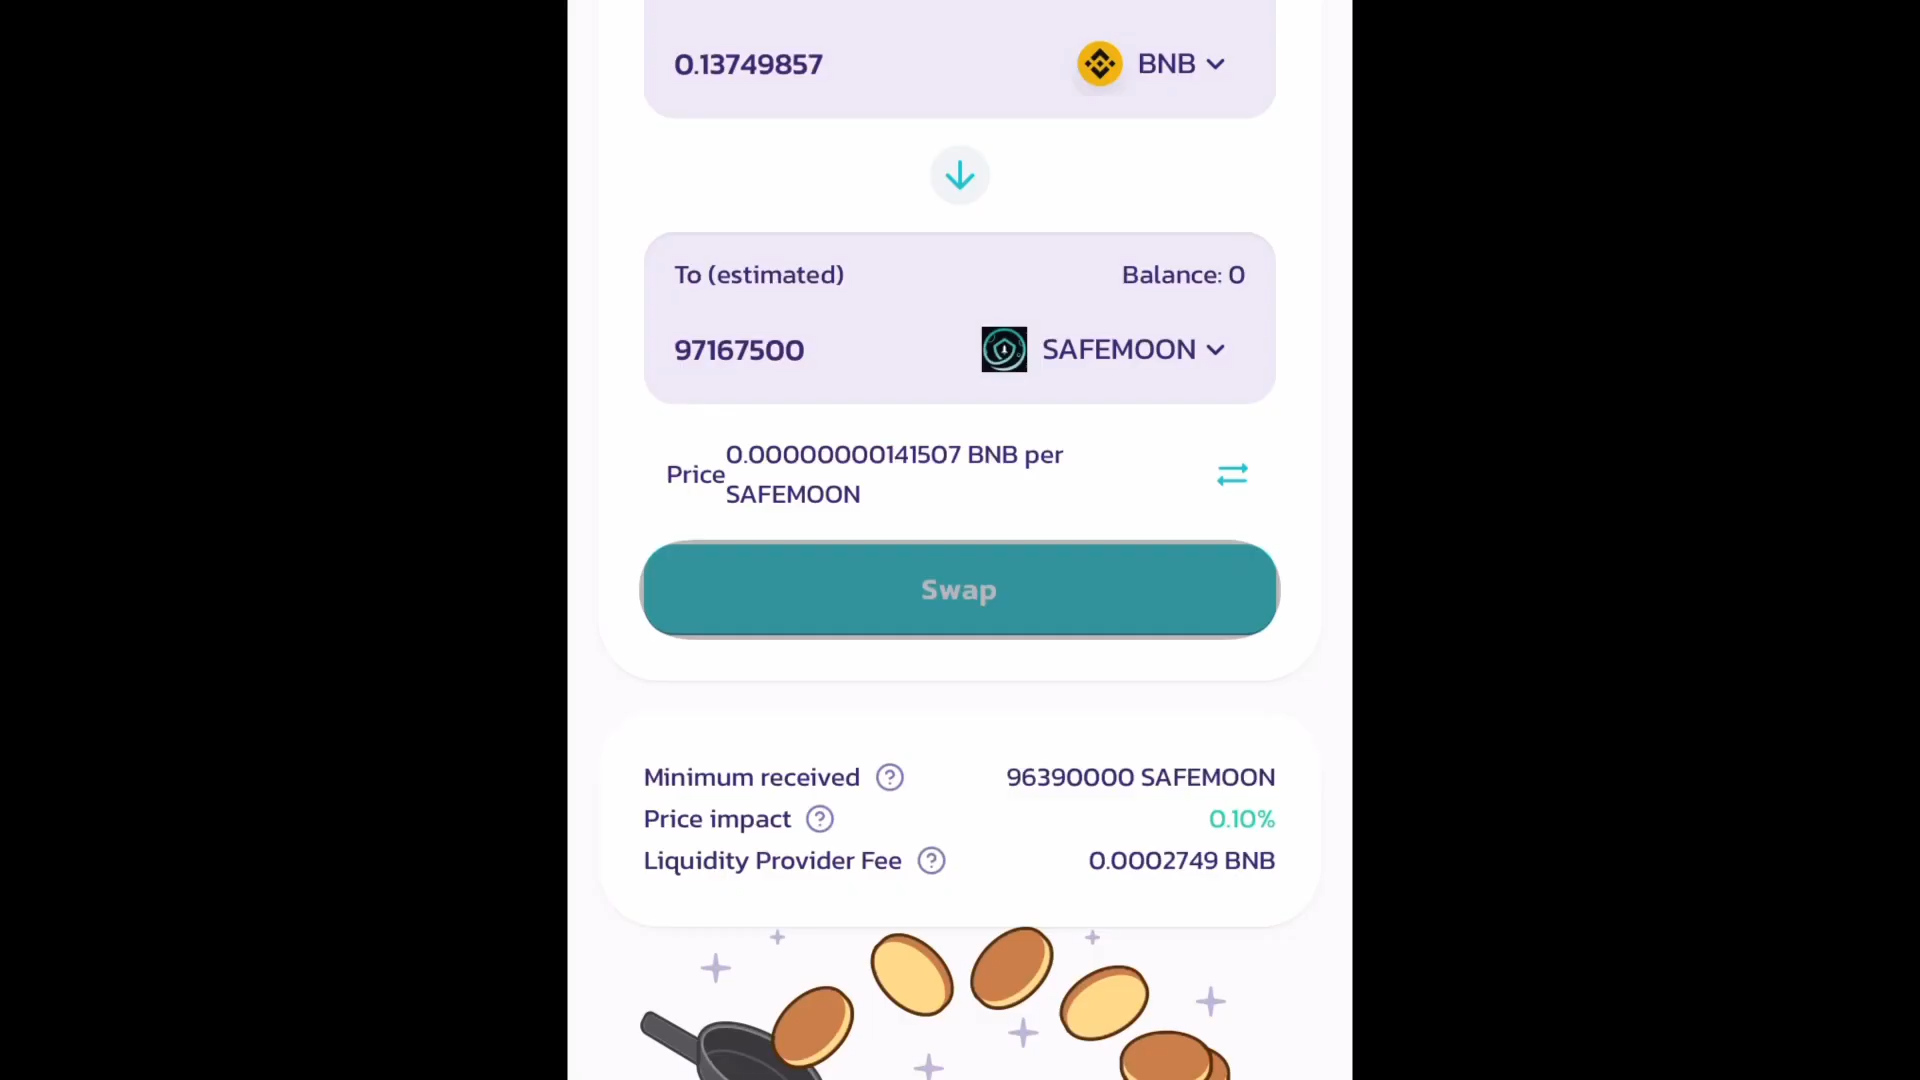 0.13749857 BNB
To (estimated) Balance: 0
97167500 SAFEMOON
Price 0.00000000141507 BNB per
SAFEMOON
Swap
Minimum received ? 96390000 SAFEMOON
Price impact ? 0.10%
Liquidity Provider Fee ? 0.0002749 BNB